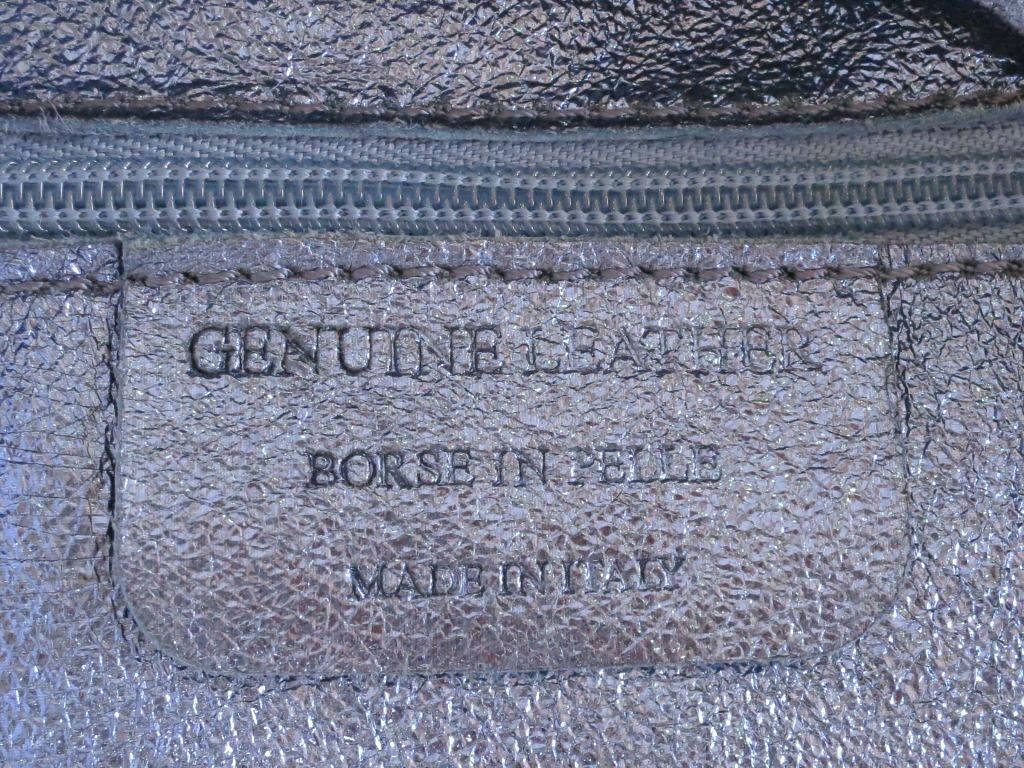 GENUINE LEATHER
BORSE IN PELLE
MADE IN ITALY